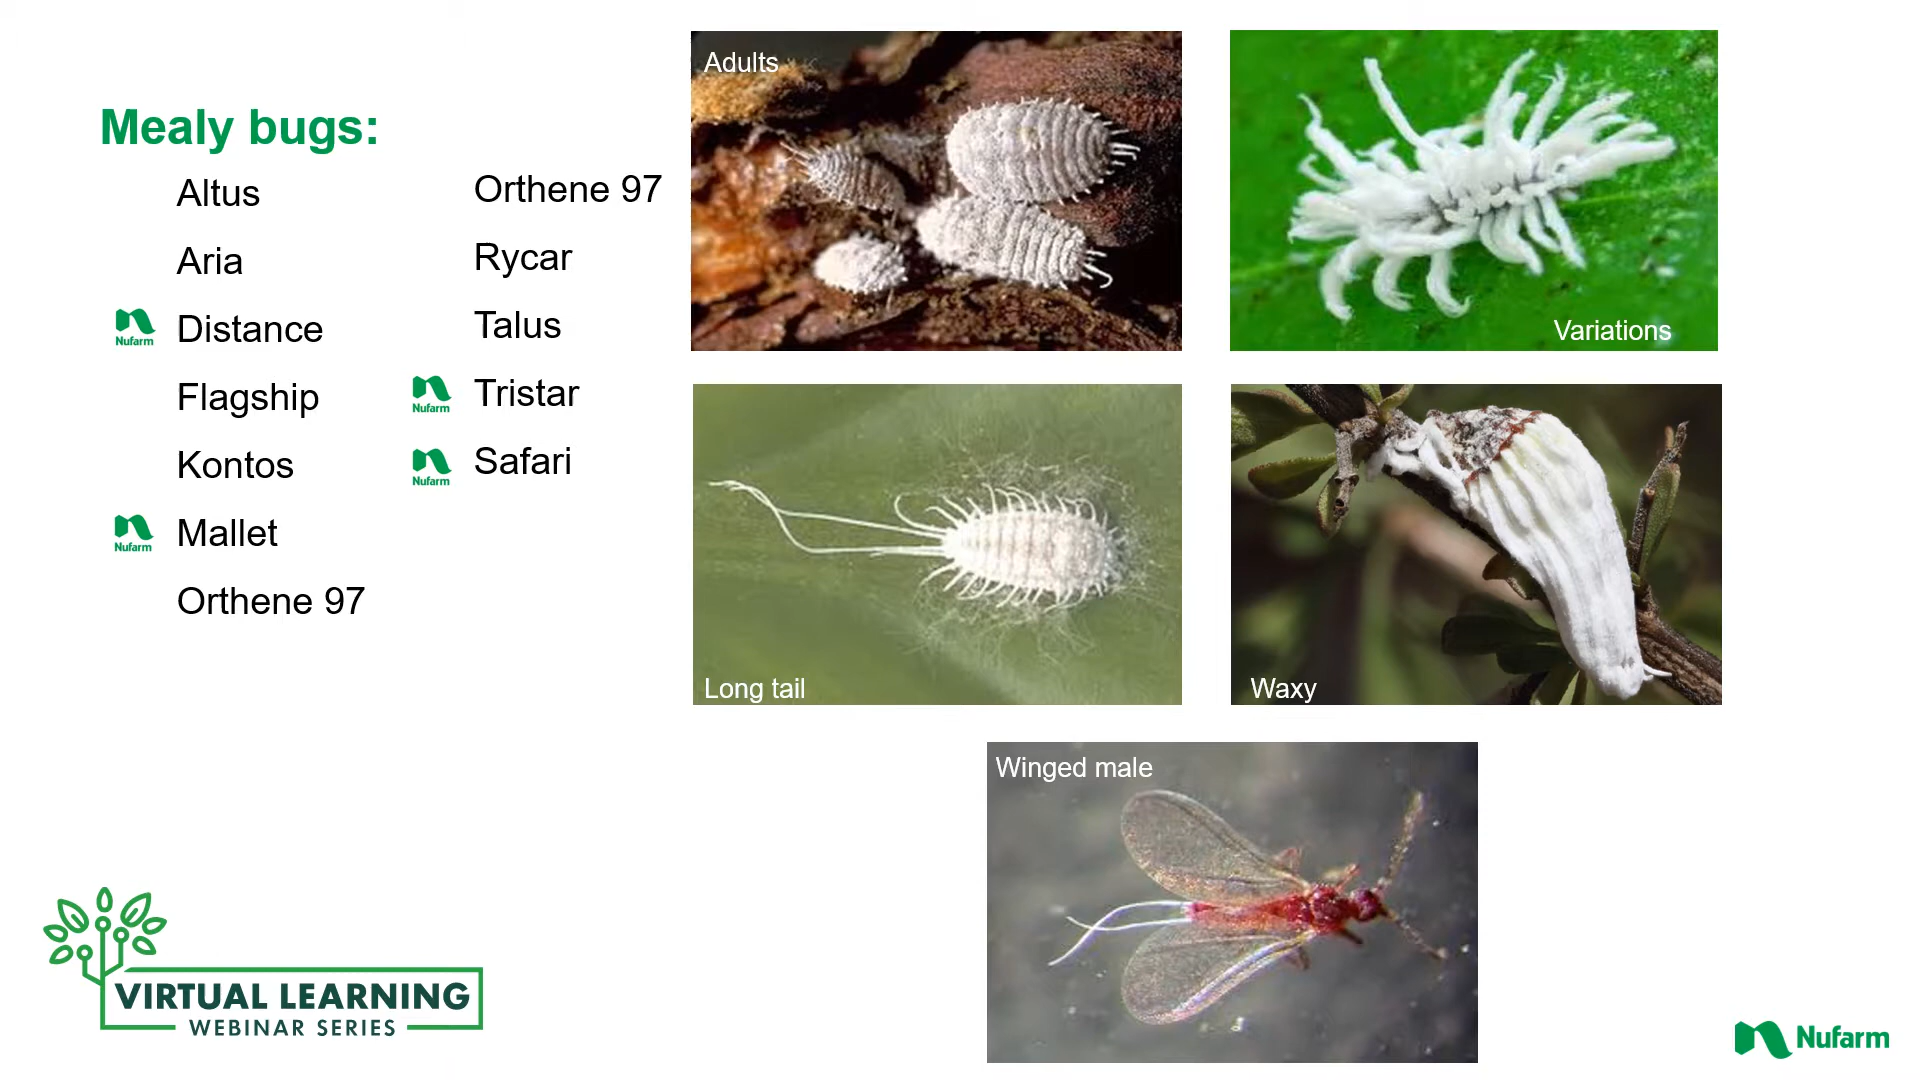 Mealy bugs:
Altus
Aria
Nufarm
Distance
Flagship
Kontos
Nufarm
Mallet
Orthene 97
Orthene 97
Rycar
Talus
Nufarm
Tristar
Nufarm
Safari
Adults
Variations
Long tail
Waxy
Winged male
VIRTUAL LEARNING
WEBINAR SERIES
Nufarm